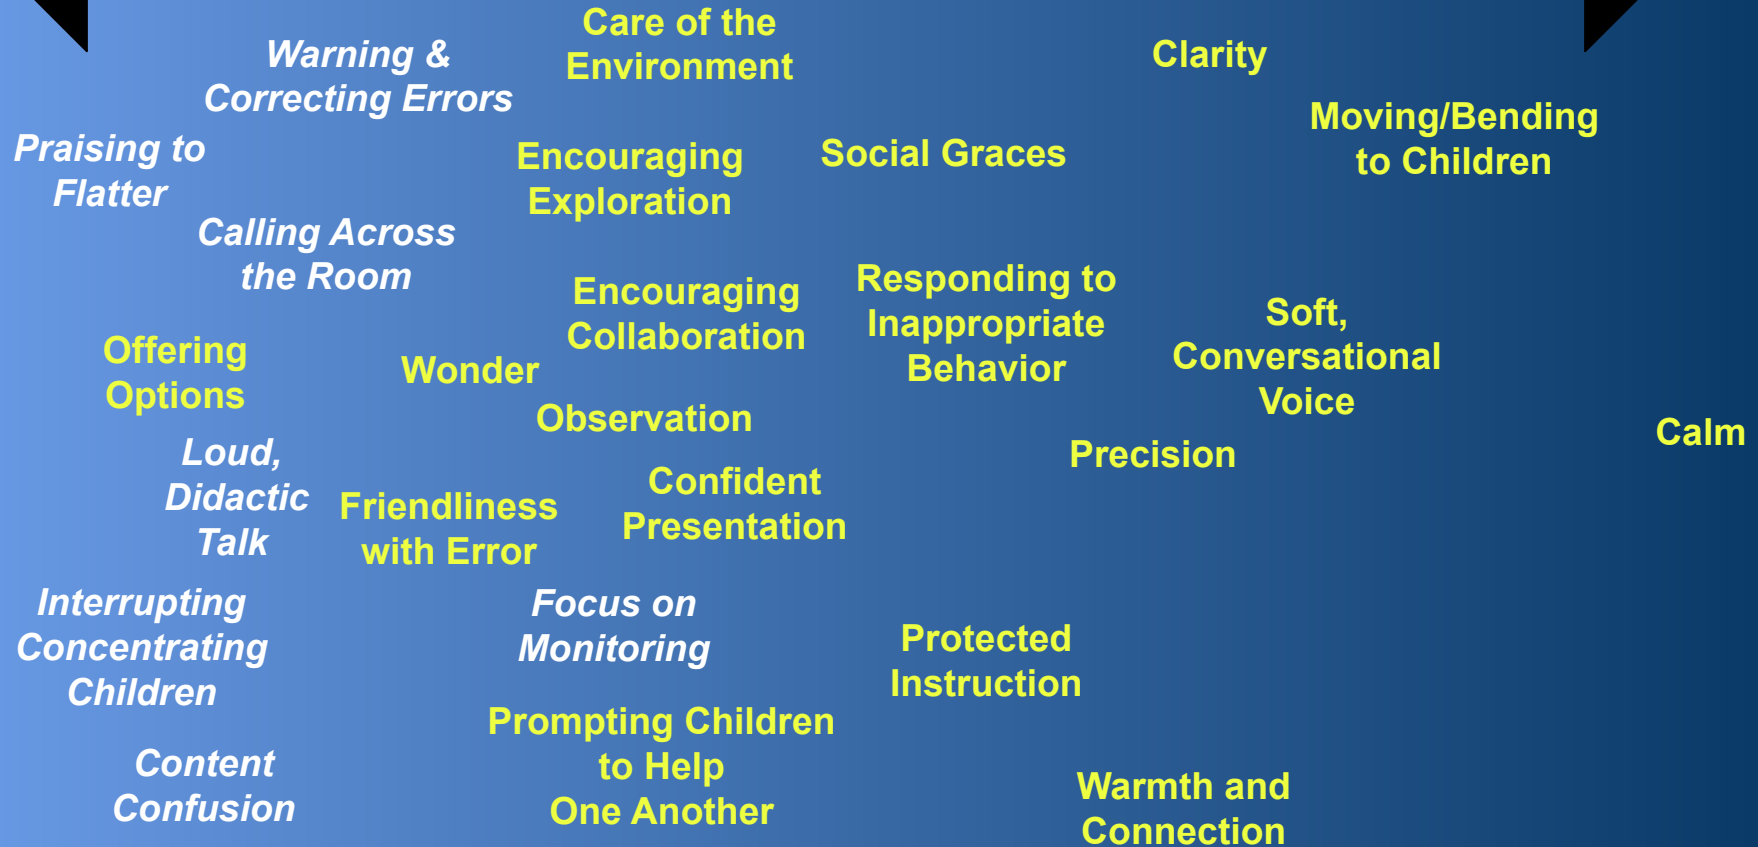 Care of the
Environment
Warning &
Correcting Errors
Clarity
Moving/Bending
to Children
Praising to
Flatter
Encouraging
Exploration
Social Graces
Calling Across
the Room
Encouraging
Collaboration
Responding to
Inappropriate
Behavior
Soft,
Conversational
Voice
Offering
Options
Wonder
Observation
Calm
Loud,
Didactic
Talk
Precision
Confident
Presentation
Friendliness
with Error
Interrupting
Concentrating
Children
Focus on
Monitoring
Protected
Instruction
Prompting Children
to Help
One Another
Content
Confusion
Warmth and
Connection